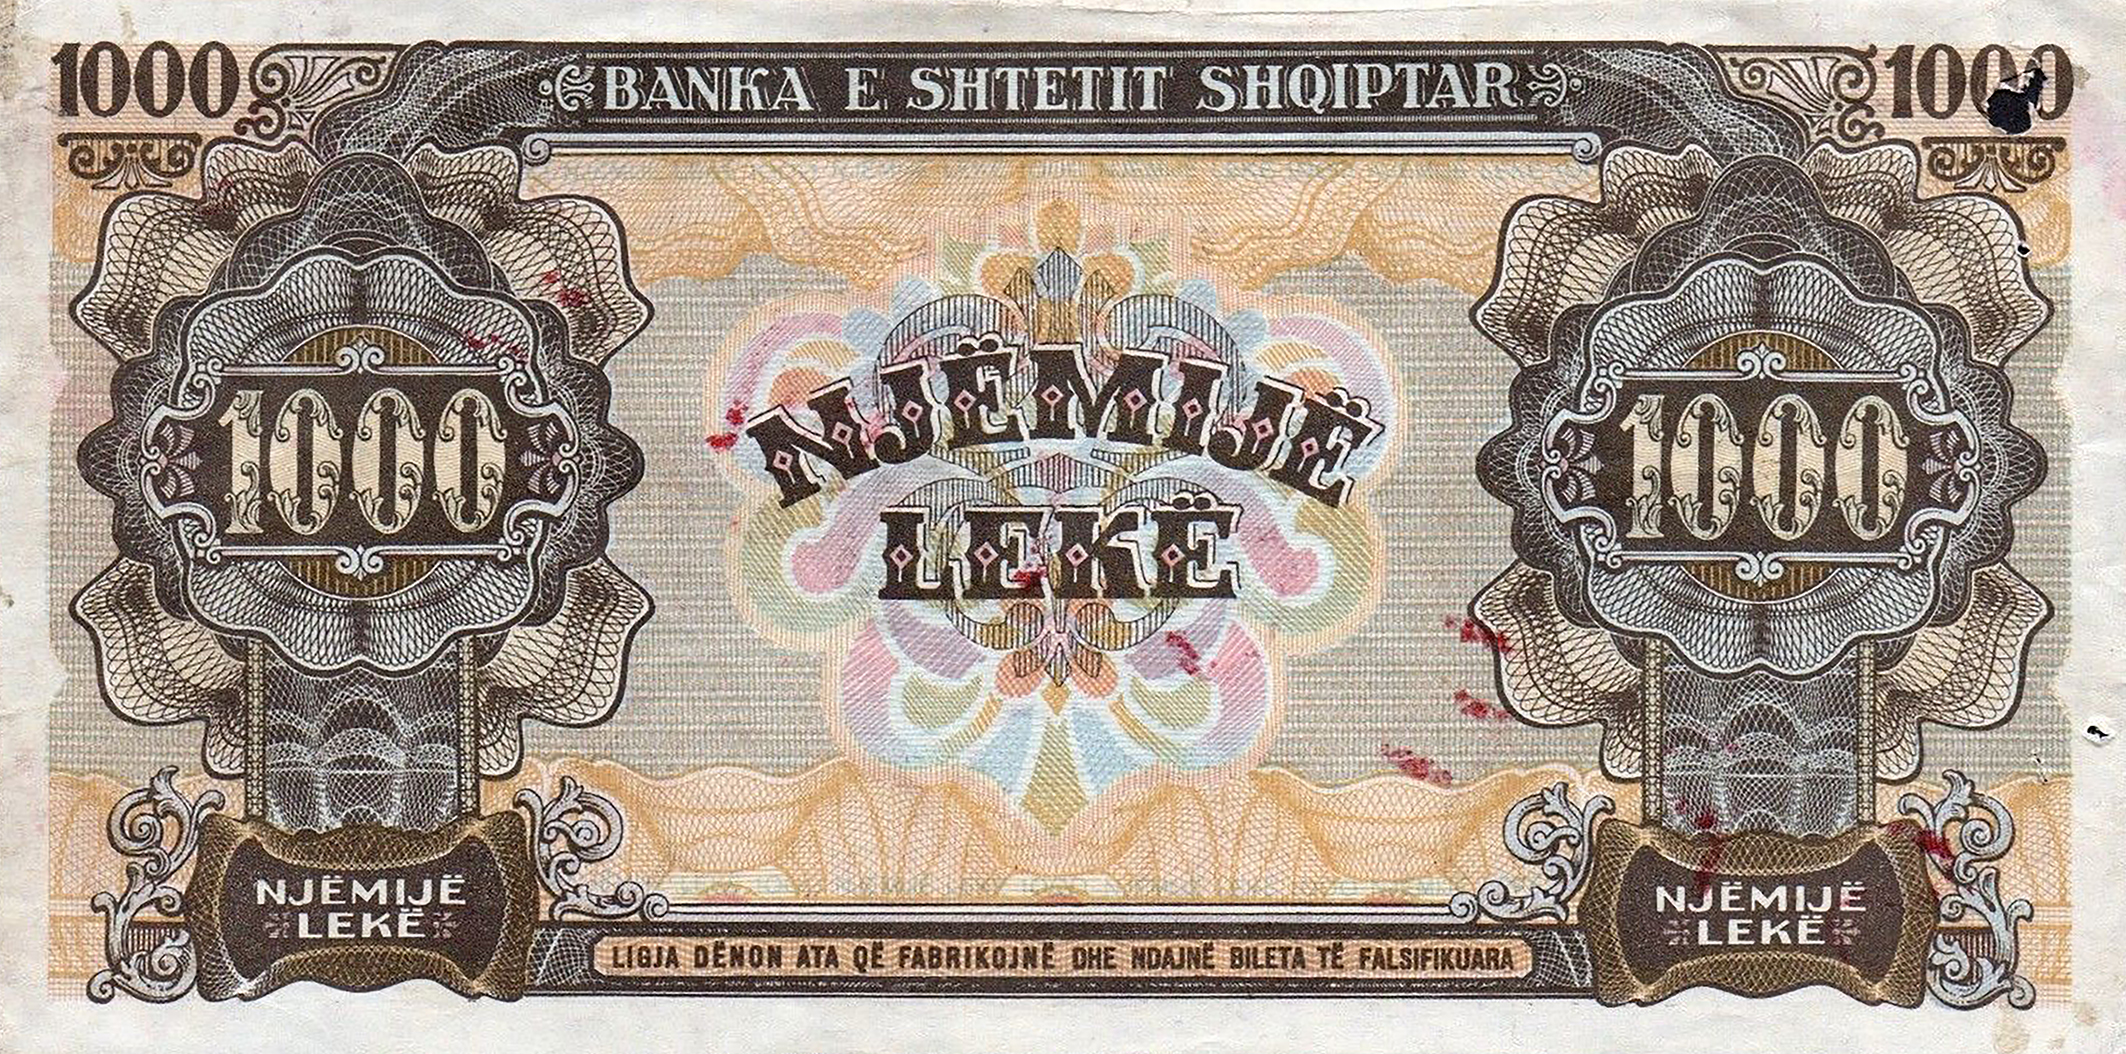 1000 BANKA E SHTETIT SHQIPTAR 1000
1000 NJËMIJË 1000
LEKË
NJËMIJË LEKË
NJËMIJË LEKË
LIGJA DËNON ATA QË FABRIKOJNË DHE NDAJNË BILETA TË FALSIFIKUARA